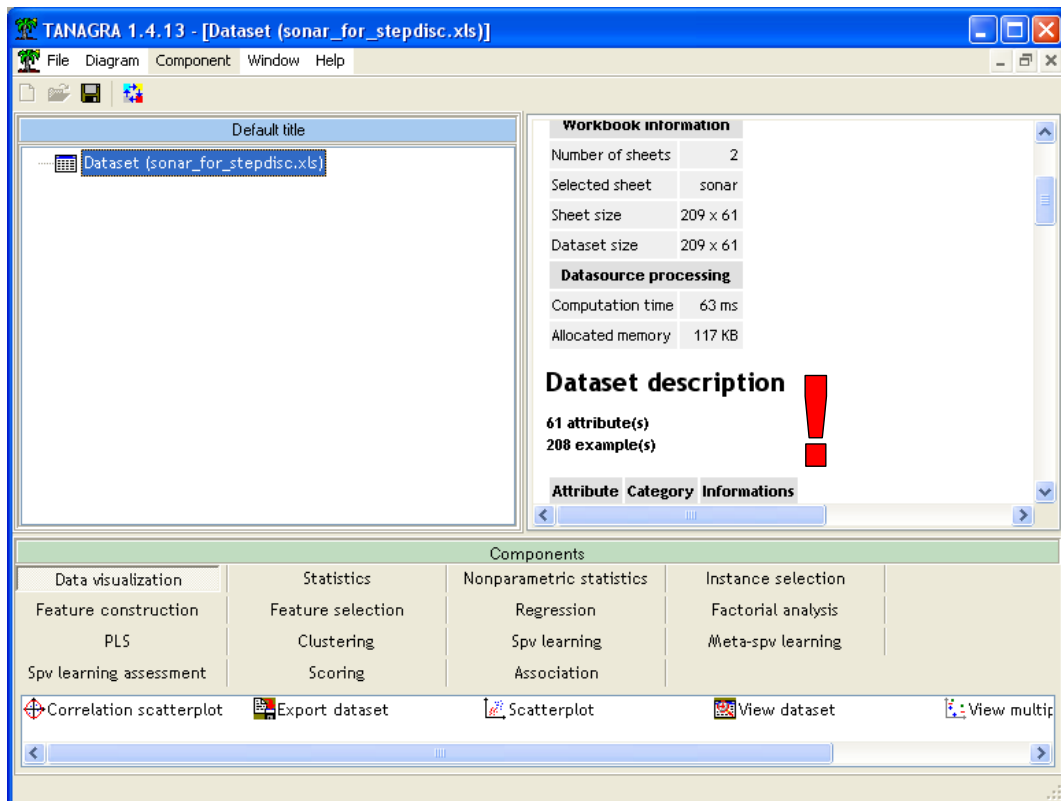 TANAGRA 1.4.13 - [Dataset (sonar_for_stepdisc.xls)]
File Diagram Component Window Help
Default title
Dataset (sonar_for_stepdisc.xls)
Workbook information
Number of sheets 2
Selected sheet sonar
Sheet size 209 x 61
Dataset size 209 x 61
Datasource processing
Computation time 63 ms
Allocated memory 117 KB
Dataset description
!
61 attribute(s)
208 example(s)
Attribute Category Informations
Components
Data visualization Statistics Nonparametric statistics Instance selection
Feature construction Feature selection Regression Factorial analysis
PLS Clustering Spv learning Meta-spv learning
Spv learning assessment Scoring Association
Correlation scatterplot Export dataset Scatterplot View dataset View multip